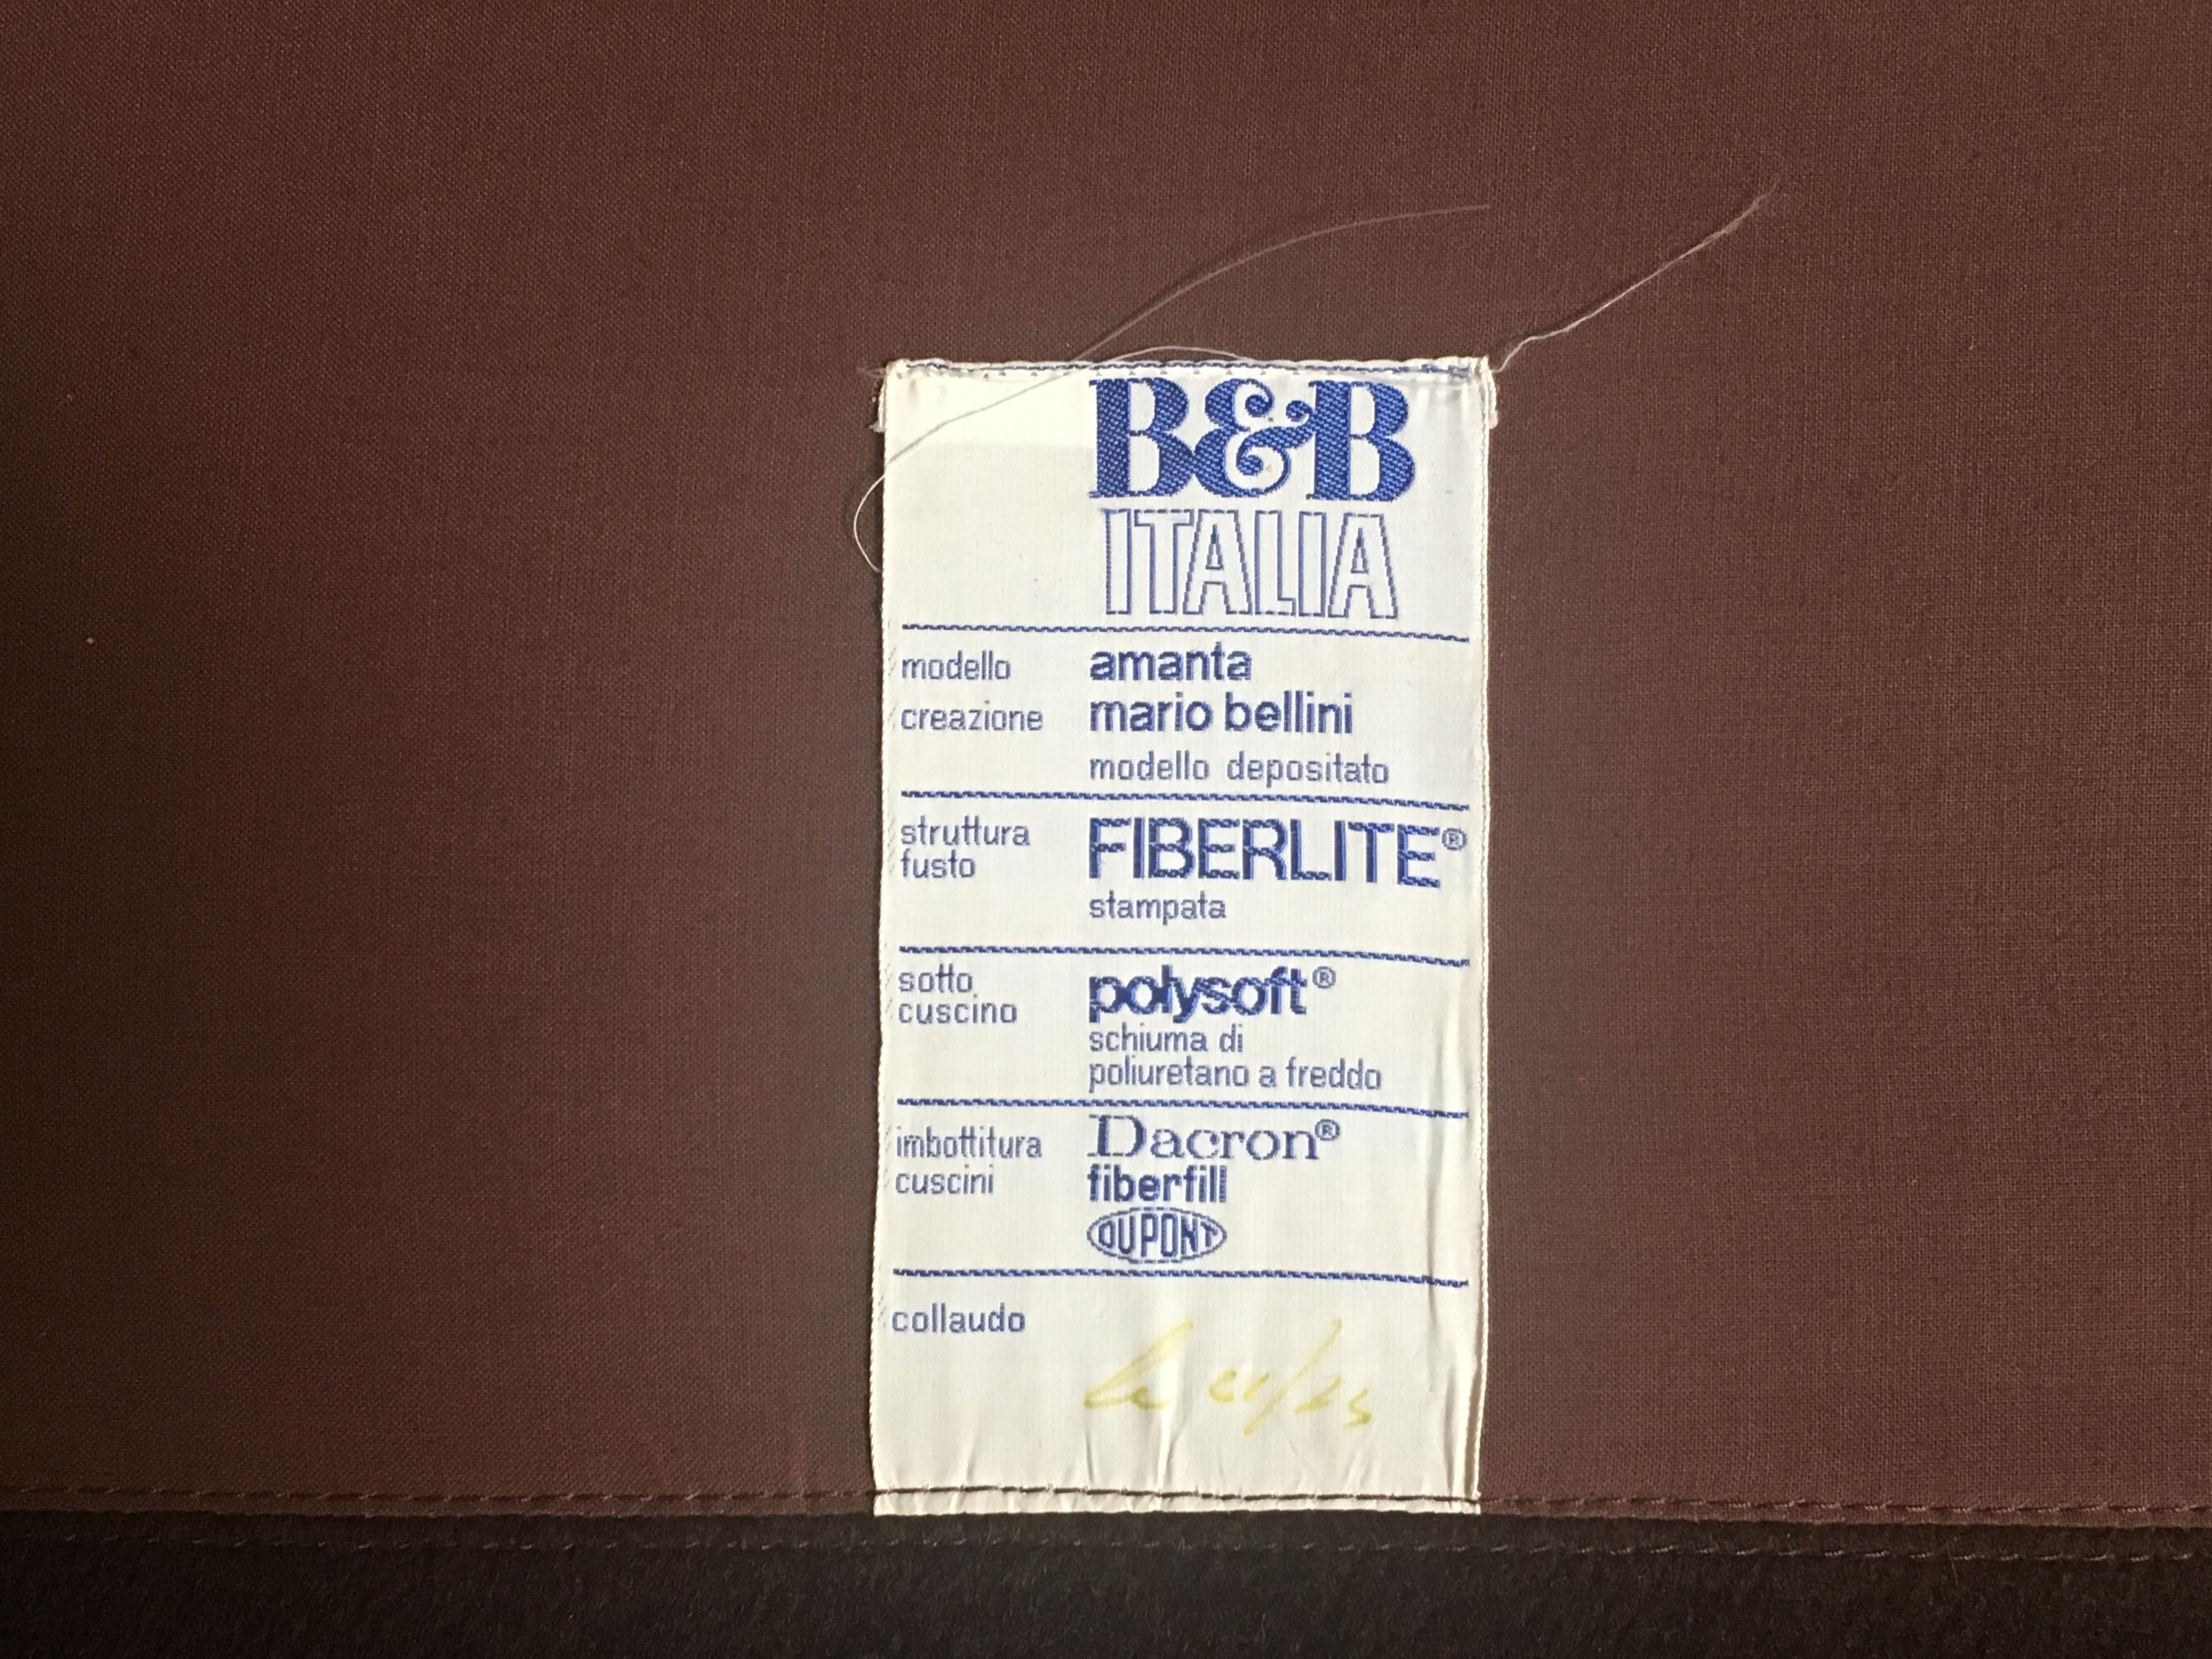 B&B
ITALIA
modello amanta
creazione mario bellini
modello depositato
struttura
fusto
FIBERLITE®
stampata
sotto
cuscino
polysoft®
schiuma di
poliuretano a freddo
imbottitura
cuscini
Dacron®
fiberfill
DUPONT
collaudo